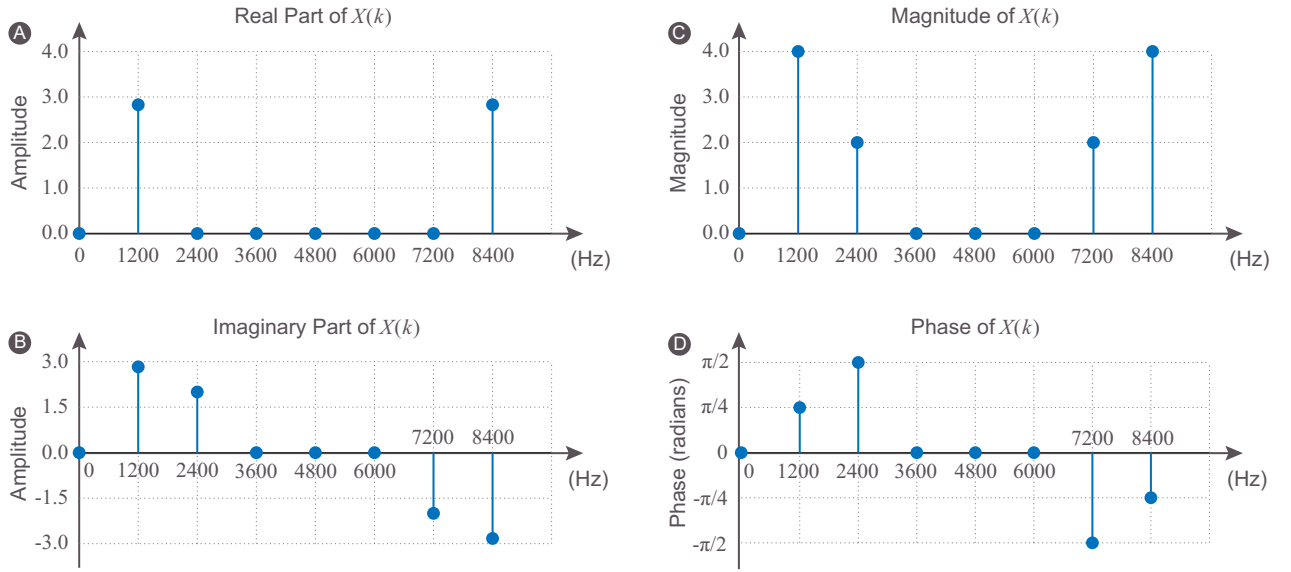 A
Real Part of X(k)
Amplitude
4.0
3.0
2.0
1.0
0.0
0 1200 2400 3600 4800 6000 7200 8400
(Hz)
C
Magnitude of X(k)
Magnitude
4.0
3.0
2.0
1.0
0.0
0 1200 2400 3600 4800 6000 7200 8400
(Hz)
B
Imaginary Part of X(k)
Amplitude
3.0
1.5
0.0
-1.5
-3.0
7200 8400
0 1200 2400 3600 4800 6000
(Hz)
D
Phase of X(k)
Phase (radians)
π/2
π/4
0
-π/4
-π/2
7200 8400
0 1200 2400 3600 4800 6000
(Hz)